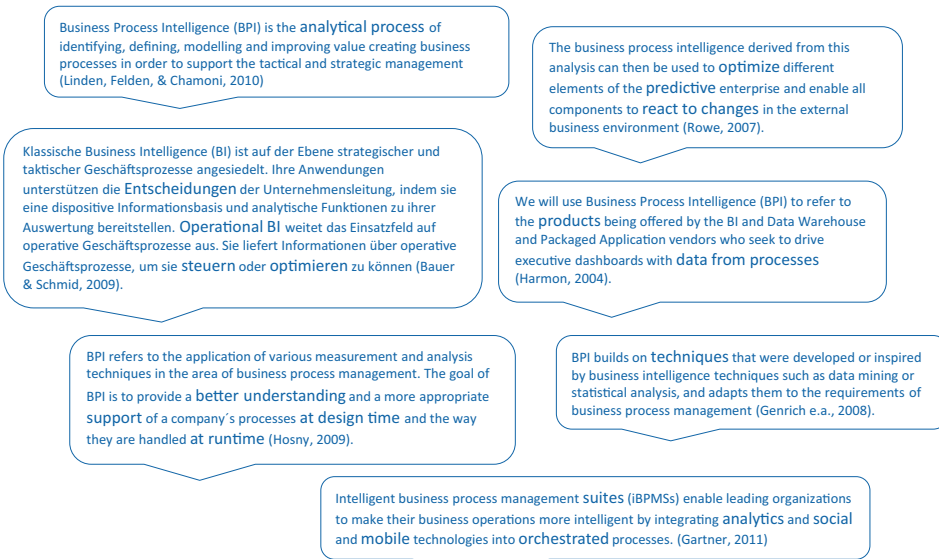 Business Process Intelligence (BPI) is the analytical process of
identifying, defining, modelling and improving value creating business
processes in order to support the tactical and strategic management
(Linden, Felden, & Chamoni, 2010)
The business process intelligence derived from this
analysis can then be used to optimize different
elements of the predictive enterprise and enable all
components to react to changes in the external
business environment (Rowe, 2007).
Klassische Business Intelligence (BI) ist auf der Ebene strategischer und
taktischer Geschäftsprozesse angesiedelt. Ihre Anwendungen
unterstützen die Entscheidungen der Unternehmensleitung, indem sie
eine dispositive Informationsbasis und analytische Funktionen zu ihrer
Auswertung bereitstellen. Operational BI weitet das Einsatzfeld auf
operative Geschäftsprozesse aus. Sie liefert Informationen über operative
Geschäftsprozesse, um sie steuern oder optimieren zu können (Bauer
& Schmid, 2009).
We will use Business Process Intelligence (BPI) to refer to
the products being offered by the BI and Data Warehouse
and Packaged Application vendors who seek to drive
executive dashboards with data from processes
(Harmon, 2004).
BPI refers to the application of various measurement and analysis
techniques in the area of business process management. The goal of
BPI is to provide a better understanding and a more appropriate
support of a company´s processes at design time and the way
they are handled at runtime (Hosny, 2009).
BPI builds on techniques that were developed or inspired
by business intelligence techniques such as data mining or
statistical analysis, and adapts them to the requirements of
business process management (Genrich e.a., 2008).
Intelligent business process management suites (iBPMSs) enable leading organizations
to make their business operations more intelligent by integrating analytics and social
and mobile technologies into orchestrated processes. (Gartner, 2011)